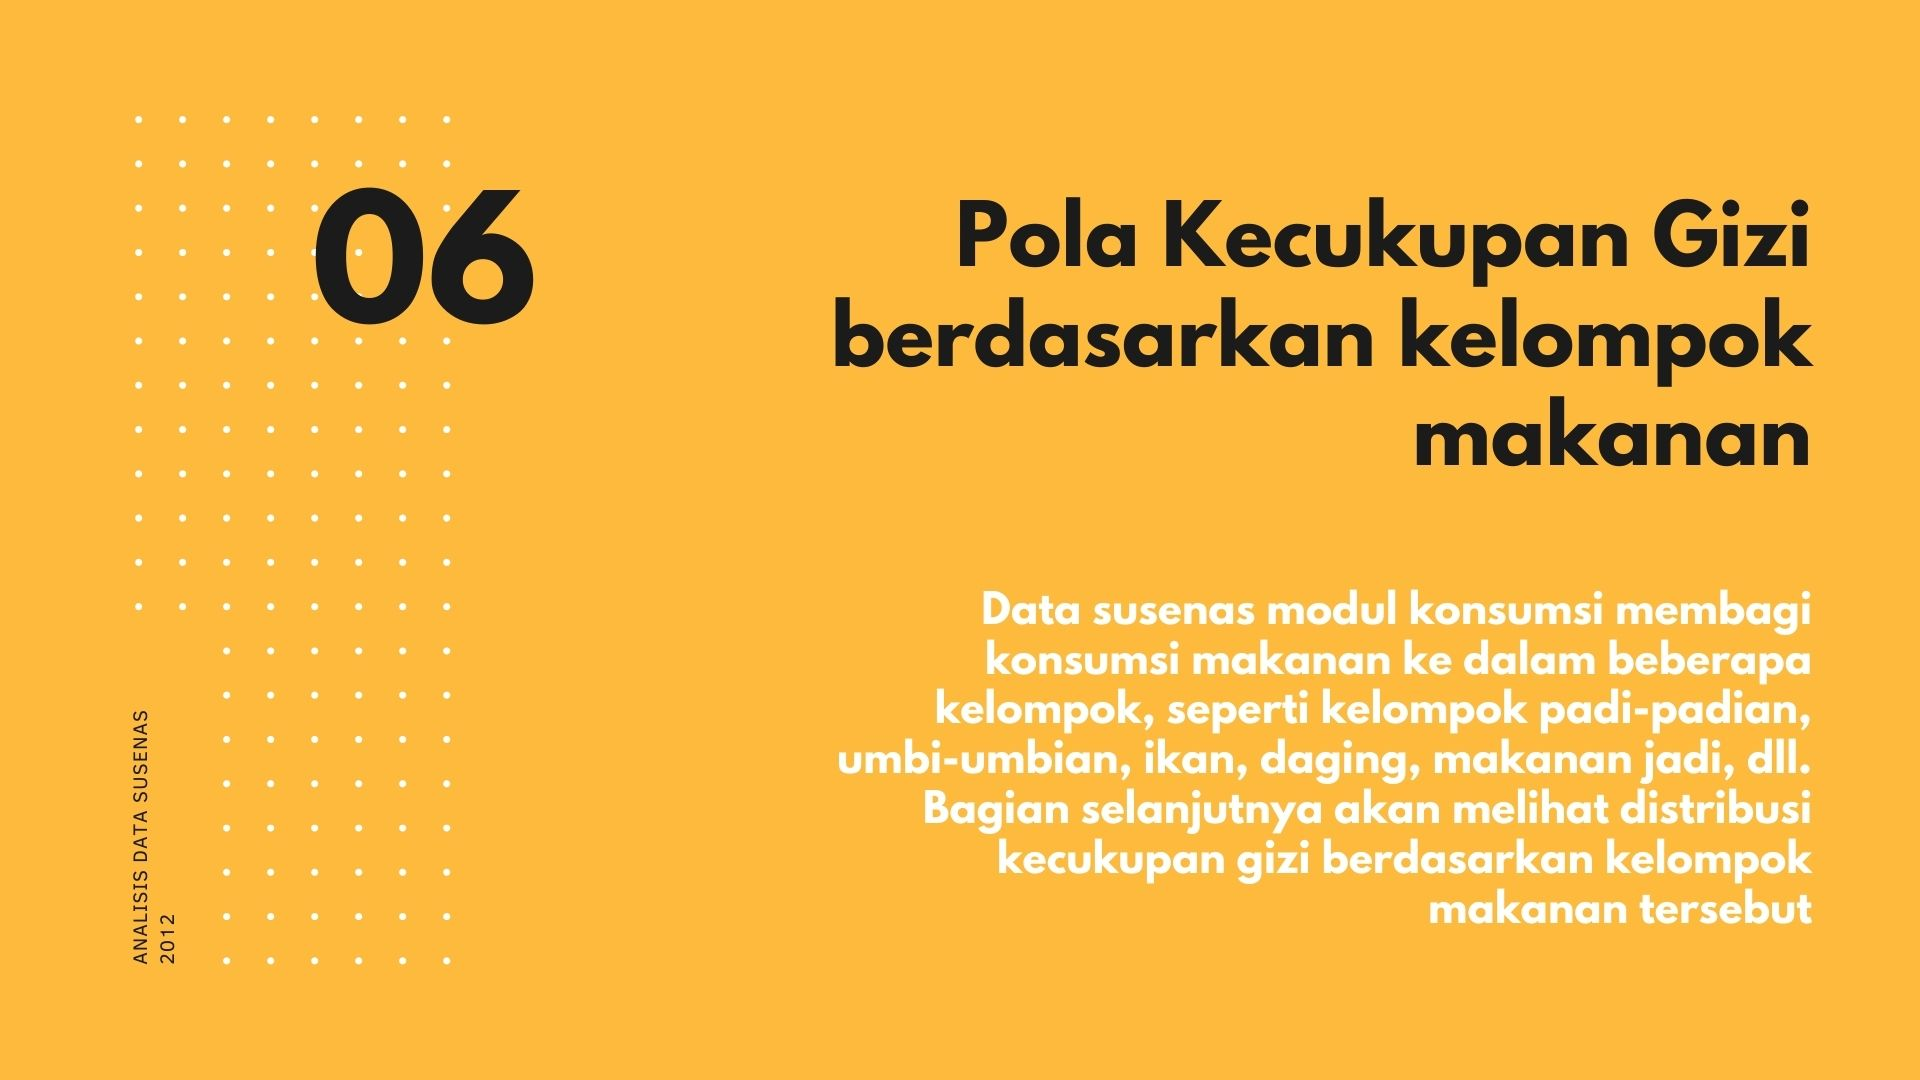 06
Pola Kecukupan Gizi
berdasarkan kelompok
makanan
Data susenas modul konsumsi membagi
konsumsi makanan ke dalam beberapa
kelompok, seperti kelompok padi-padian,
umbi-umbian, ikan, daging, makanan jadi, dll.
Bagian selanjutnya akan melihat distribusi
kecukupan gizi berdasarkan kelompok
makanan tersebut
ANALISIS DATA SUSENAS
2012